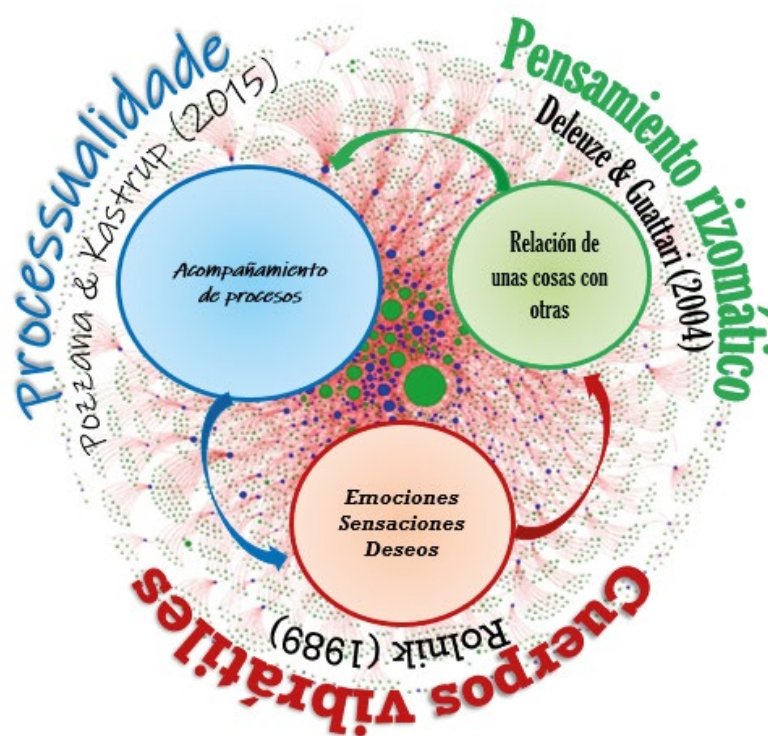 Processualidade
Pozzana & Kastrup (2015)
Acompañamiento
de procesos
Pensamiento rizomático
Deleuze & Guattari (2004)
Relación de
unas cosas con
otras
Emociones
Sensaciones
Deseos
Rolnik (1989)
Cuerpos vibrátiles